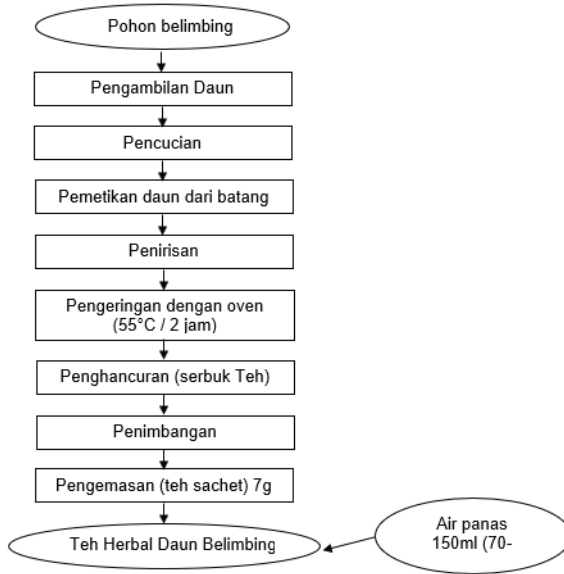 Pohon belimbing
Pengambilan Daun
Pencucian
Pemetikan daun dari batang
Penirisan
Pengeringan dengan oven
(55°C / 2 jam)
Penghancuran (serbuk Teh)
Penimbangan
Pengemasan (teh sachet) 7g
Teh Herbal Daun Belimbing
Air panas
150ml (70-